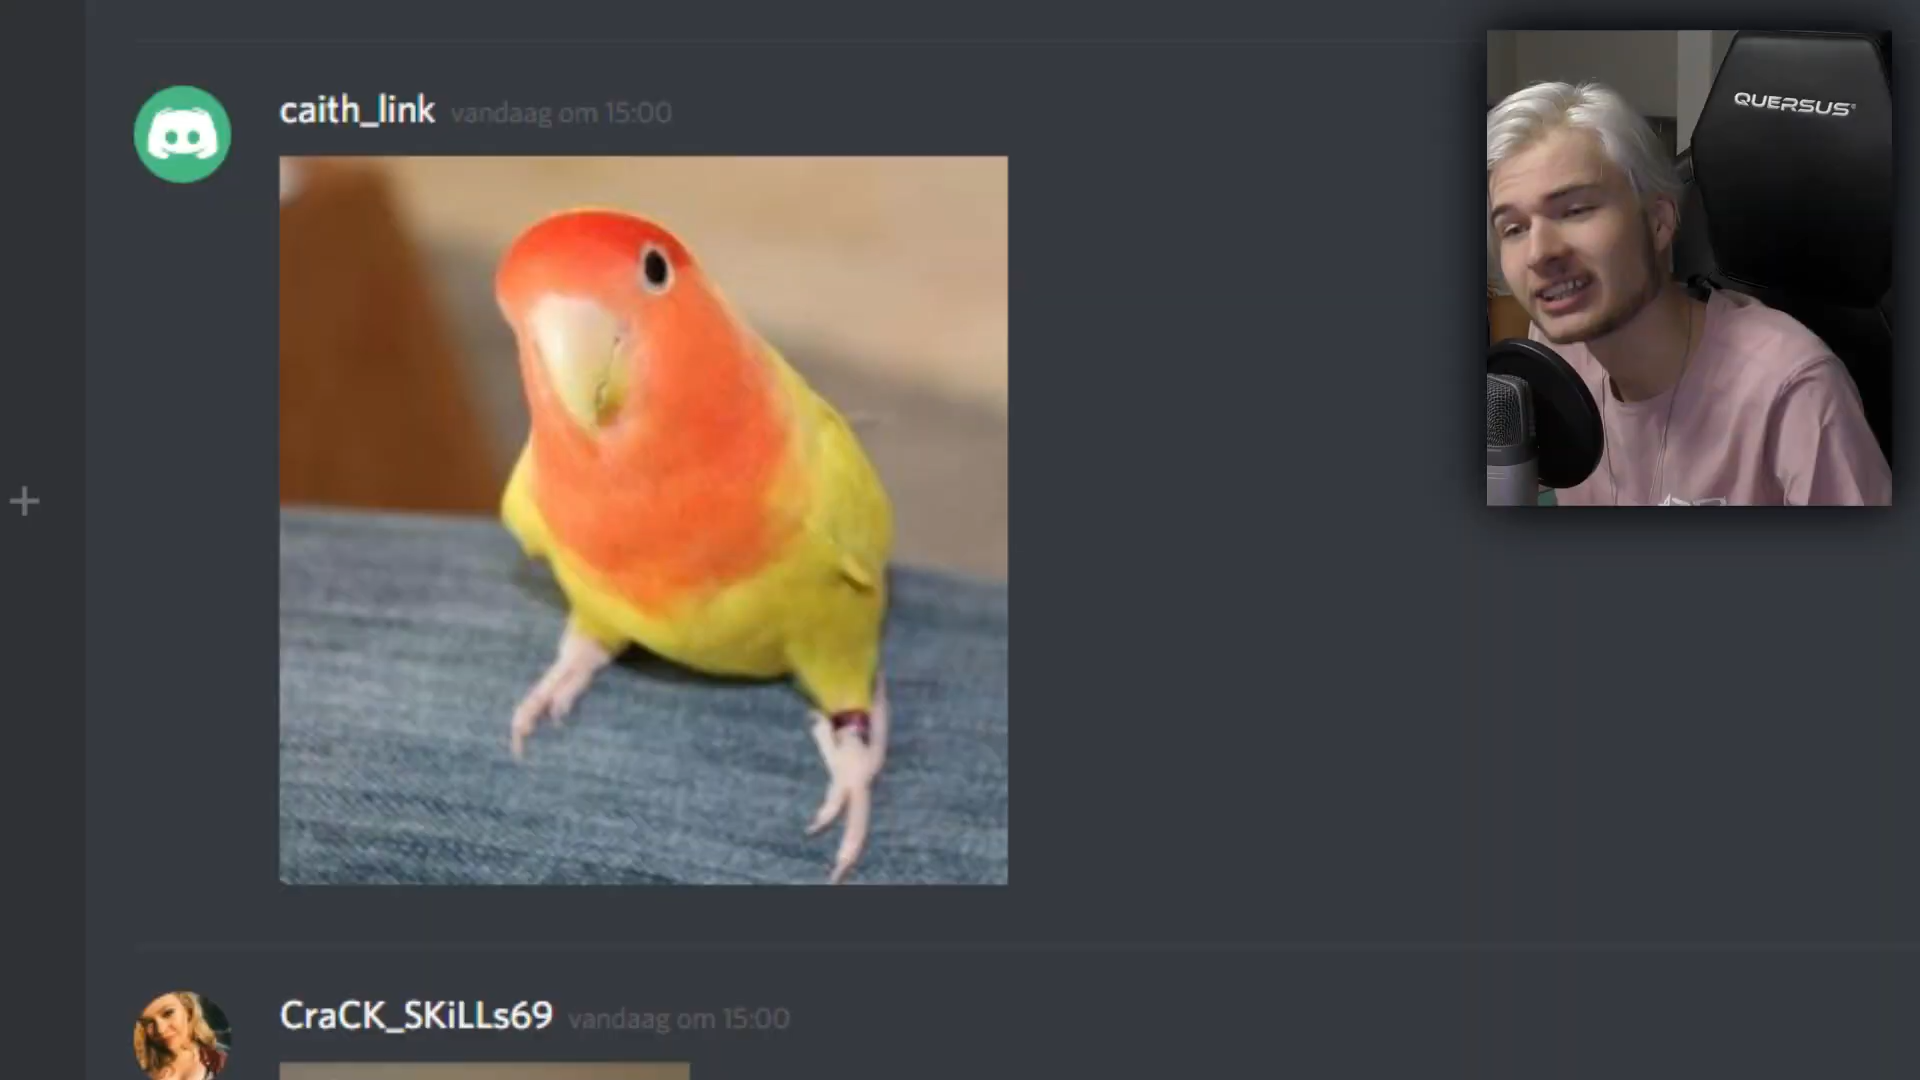 caith_link vandaag om 15:00
QUERSUS
CraCK_SKiLLs69 vandaag om 15:00